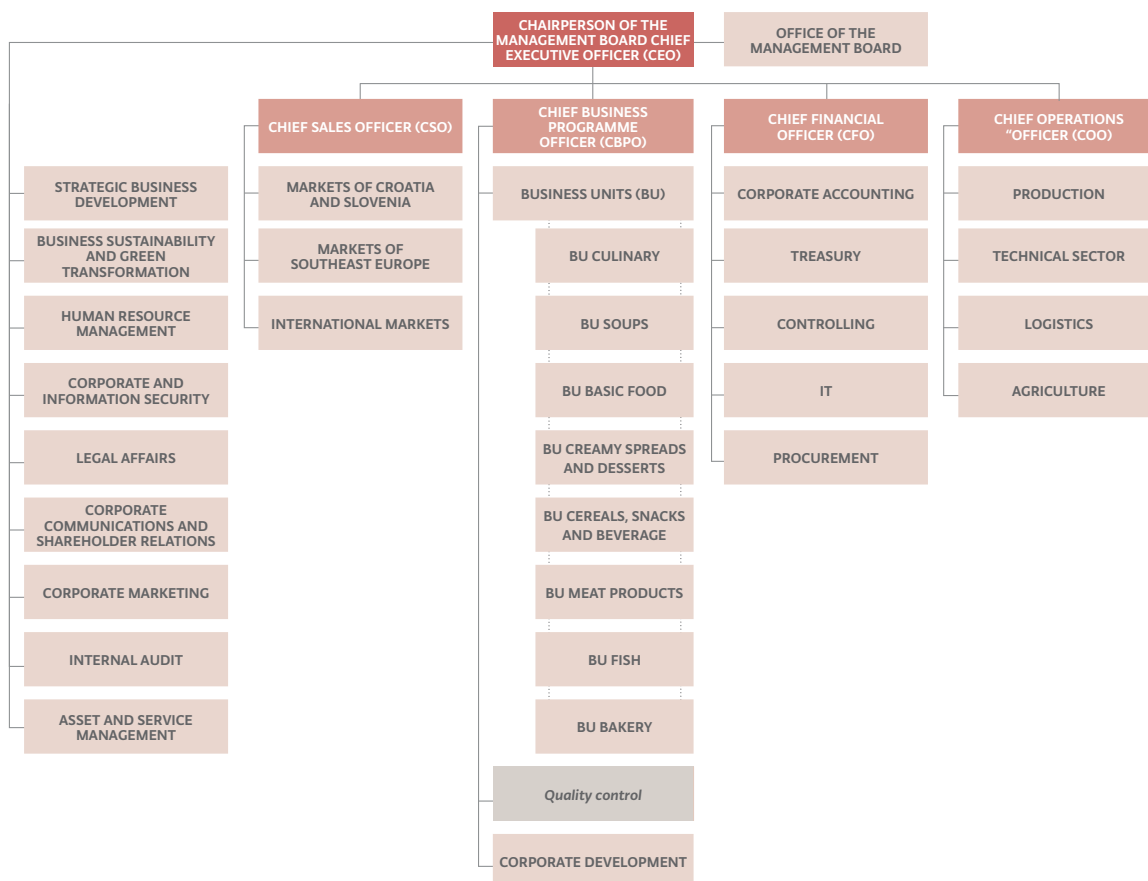 CHAIRPERSON OF THE
MANAGEMENT BOARD CHIEF
EXECUTIVE OFFICER (CEO)
OFFICE OF THE
MANAGEMENT BOARD
STRATEGIC BUSINESS
DEVELOPMENT
BUSINESS SUSTAINABILITY
AND GREEN
TRANSFORMATION
HUMAN RESOURCE
MANAGEMENT
CORPORATE AND
INFORMATION SECURITY
LEGAL AFFAIRS
CORPORATE
COMMUNICATIONS AND
SHAREHOLDER RELATIONS
CORPORATE MARKETING
INTERNAL AUDIT
ASSET AND SERVICE
MANAGEMENT
CHIEF SALES OFFICER (CSO)
MARKETS OF CROATIA
AND SLOVENIA
MARKETS OF
SOUTHEAST EUROPE
INTERNATIONAL MARKETS
CHIEF BUSINESS
PROGRAMME
OFFICER (CBPO)
BUSINESS UNITS (BU)
BU CULINARY
BU SOUPS
BU BASIC FOOD
BU CREAMY SPREADS
AND DESSERTS
BU CEREALS, SNACKS
AND BEVERAGE
BU MEAT PRODUCTS
BU FISH
BU BAKERY
Quality control
CORPORATE DEVELOPMENT
CHIEF FINANCIAL
OFFICER (CFO)
CORPORATE ACCOUNTING
TREASURY
CONTROLLING
IT
PROCUREMENT
CHIEF OPERATIONS
“OFFICER (COO)
PRODUCTION
TECHNICAL SECTOR
LOGISTICS
AGRICULTURE